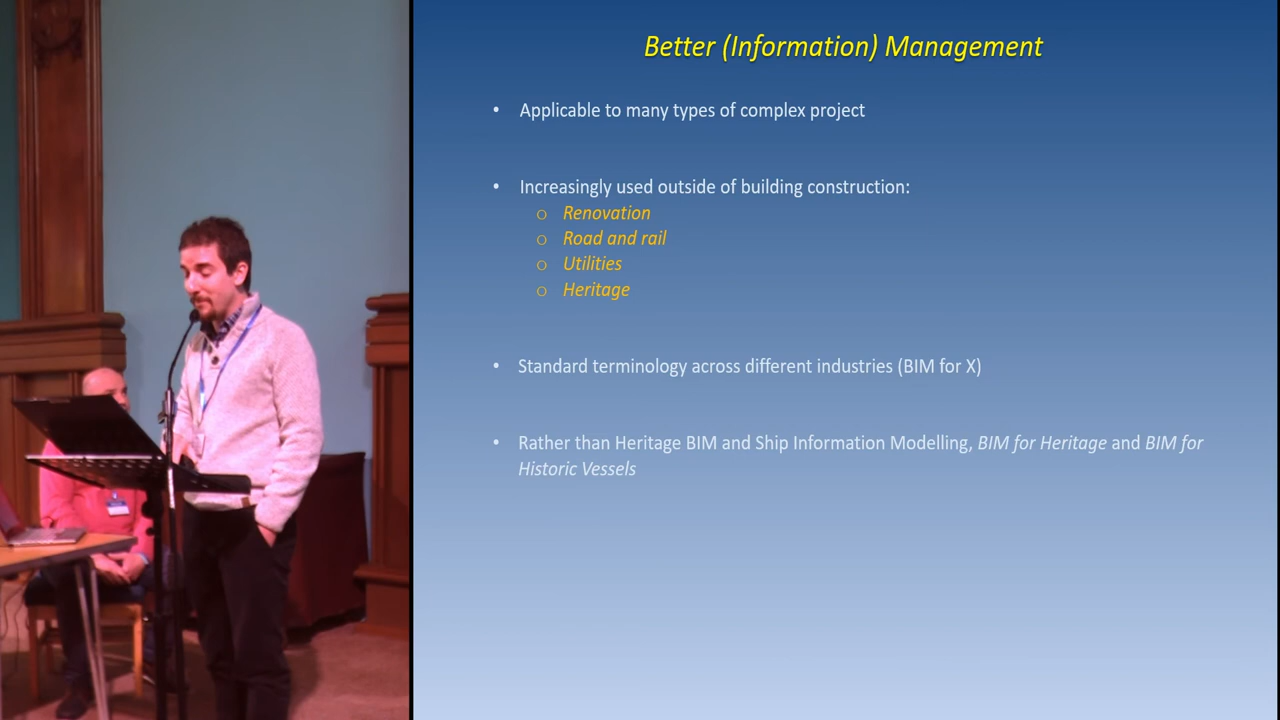 Better (Information) Management
• Applicable to many types of complex project
• Increasingly used outside of building construction:
o Renovation
o Road and rail
o Utilities
o Heritage
• Standard terminology across different industries (BIM for X)
• Rather than Heritage BIM and Ship Information Modelling, BIM for Heritage and BIM for
Historic Vessels